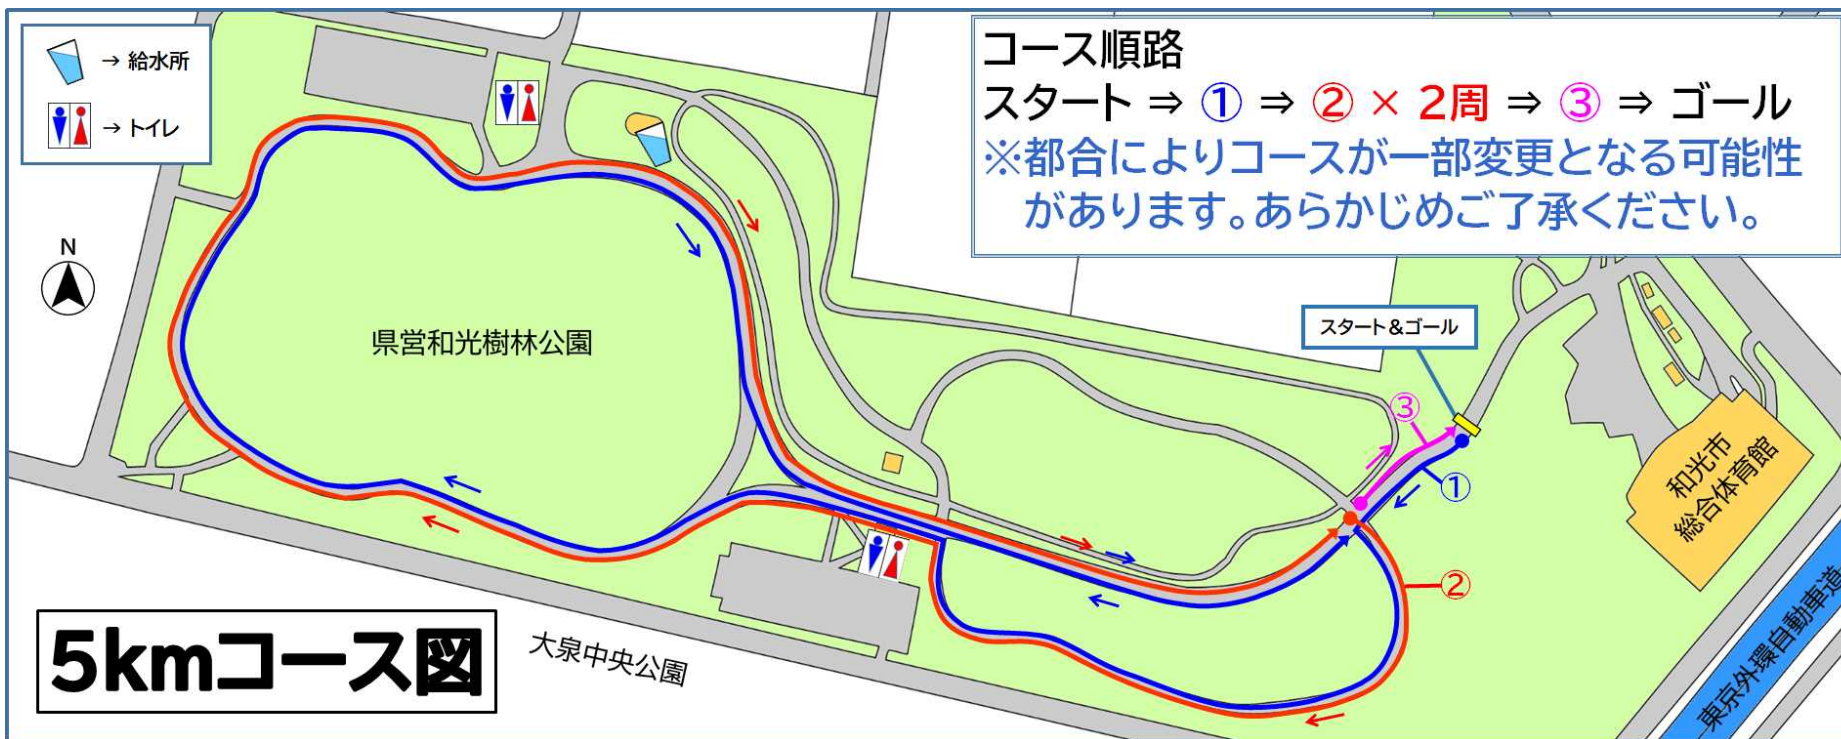 → 給水所
→ トイレ
コース順路
スタート ⇒ ① ⇒ ② × 2周 ⇒ ③ ⇒ ゴール
※都合によりコースが一部変更となる可能性
があります。あらかじめご了承ください。
N
県営和光樹林公園
スタート&ゴール
③
①
②
和光市
総合体育館
東京外環自動車道
大泉中央公園
5kmコース図